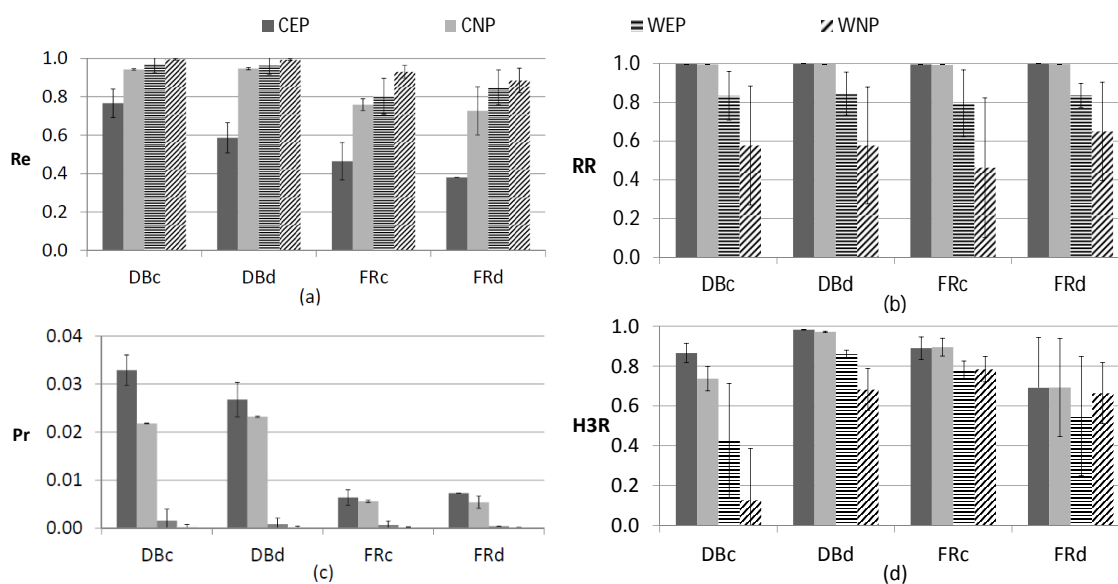 CEP CNP WEP WNP
1.0
0.8
0.6
0.4
0.2
0.0
Re
DBc DBd FRc FRd
(a)
1.0
0.8
0.6
0.4
0.2
0.0
RR
DBc DBd FRc FRd
(b)
0.04
0.03
0.02
0.01
0.00
Pr
DBc DBd FRc FRd
(c)
1.0
0.8
0.6
0.4
0.2
0.0
H3R
DBc DBd FRc FRd
(d)